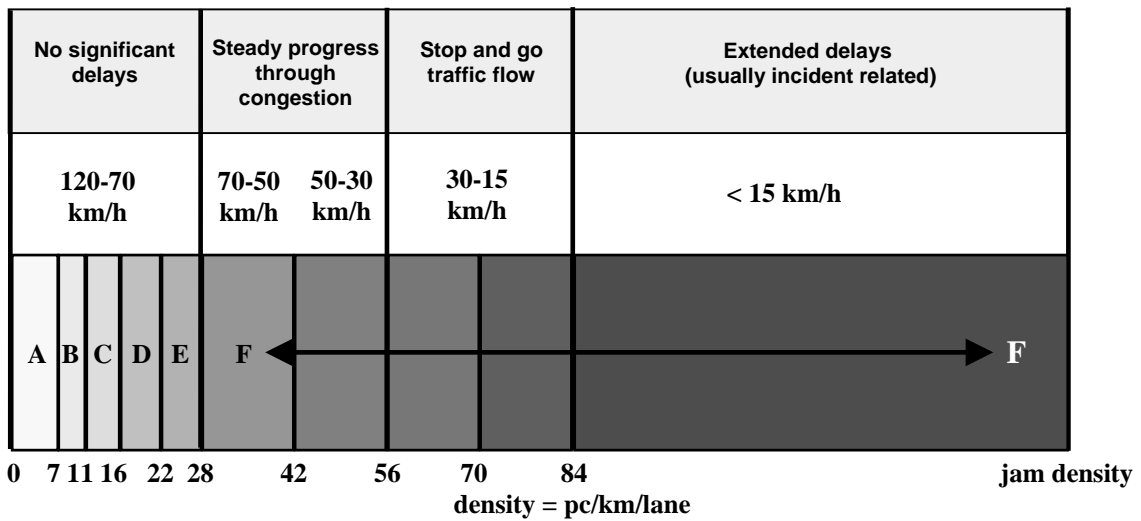 No significant
delays
Steady progress
through
congestion
Stop and go
traffic flow
Extended delays
(usually incident related)
120-70
km/h
70-50
km/h
50-30
km/h
30-15
km/h
< 15 km/h
A B C D E F F
0 7 11 16 22 28 42 56 70 84 jam density
density = pc/km/lane